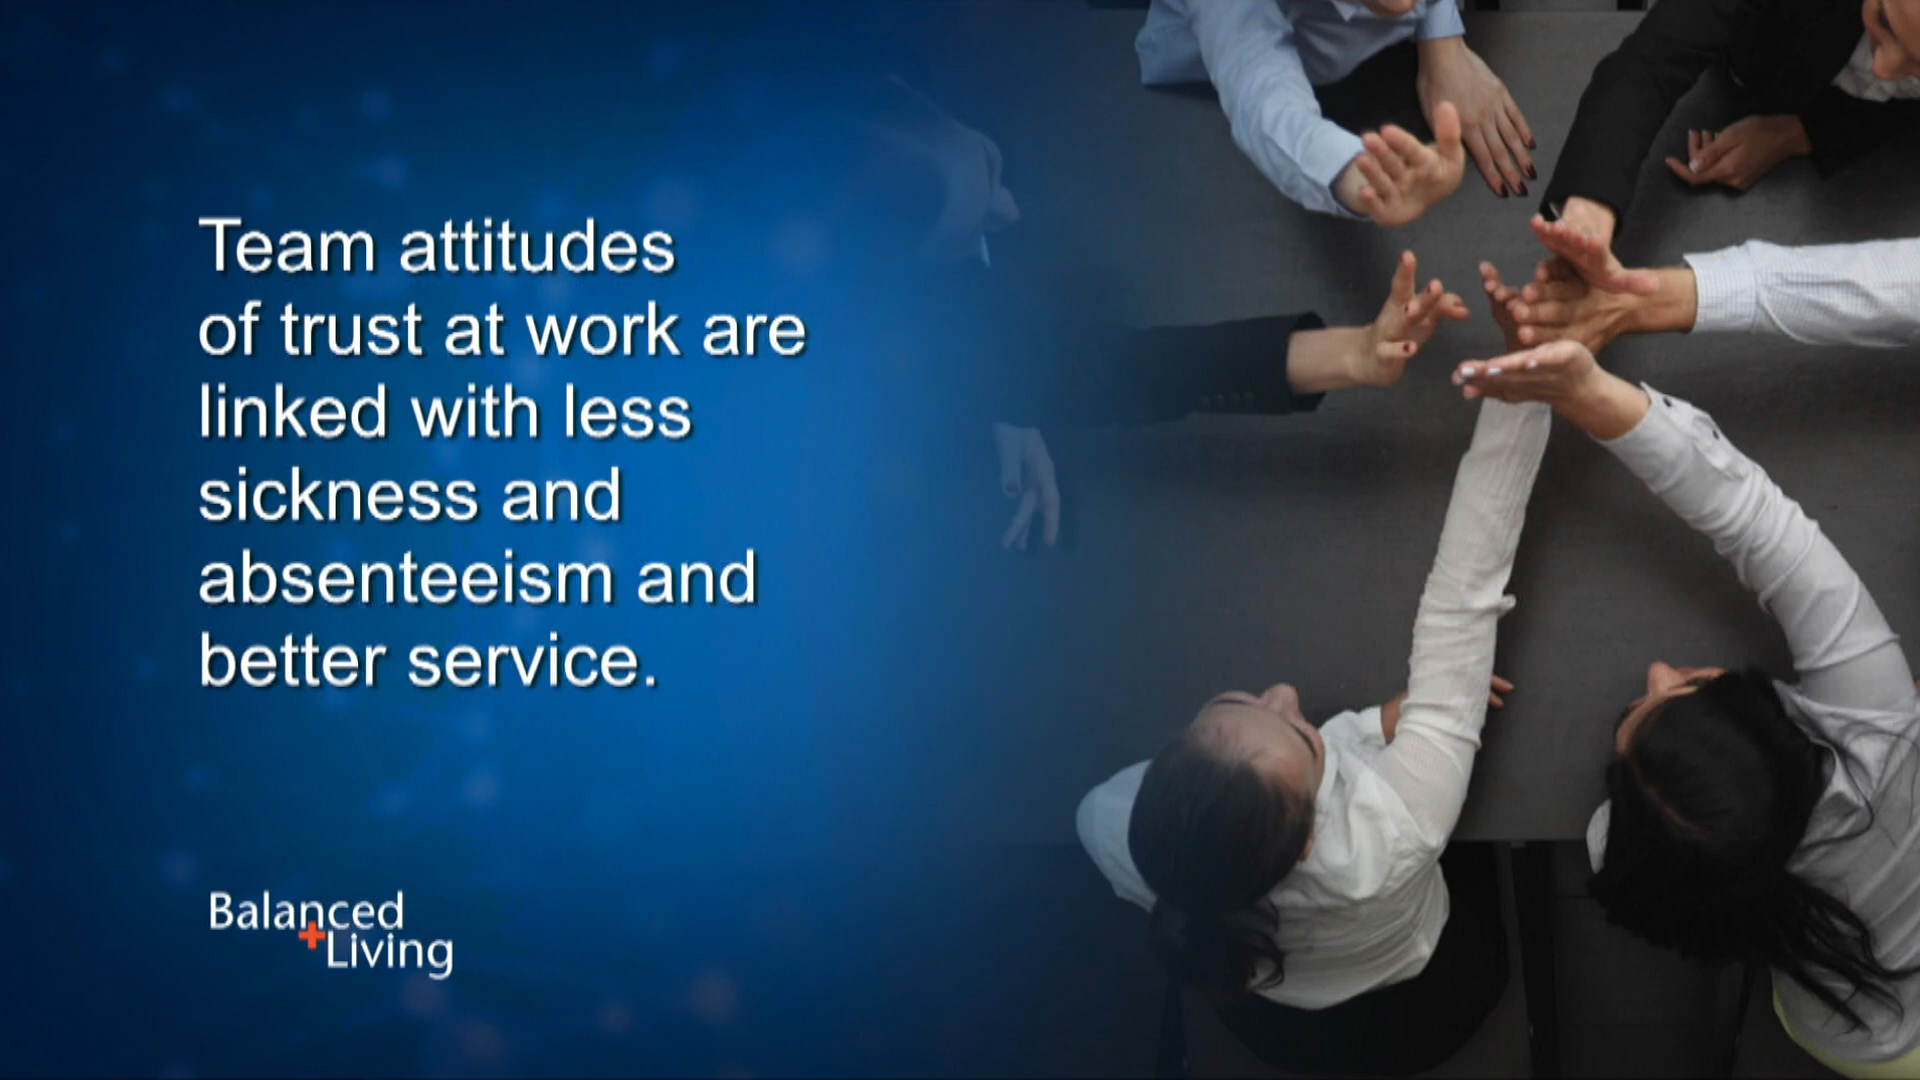 Team attitudes
of trust at work are
linked with less
sickness and
absenteeism and
better service.
Balanced
Living